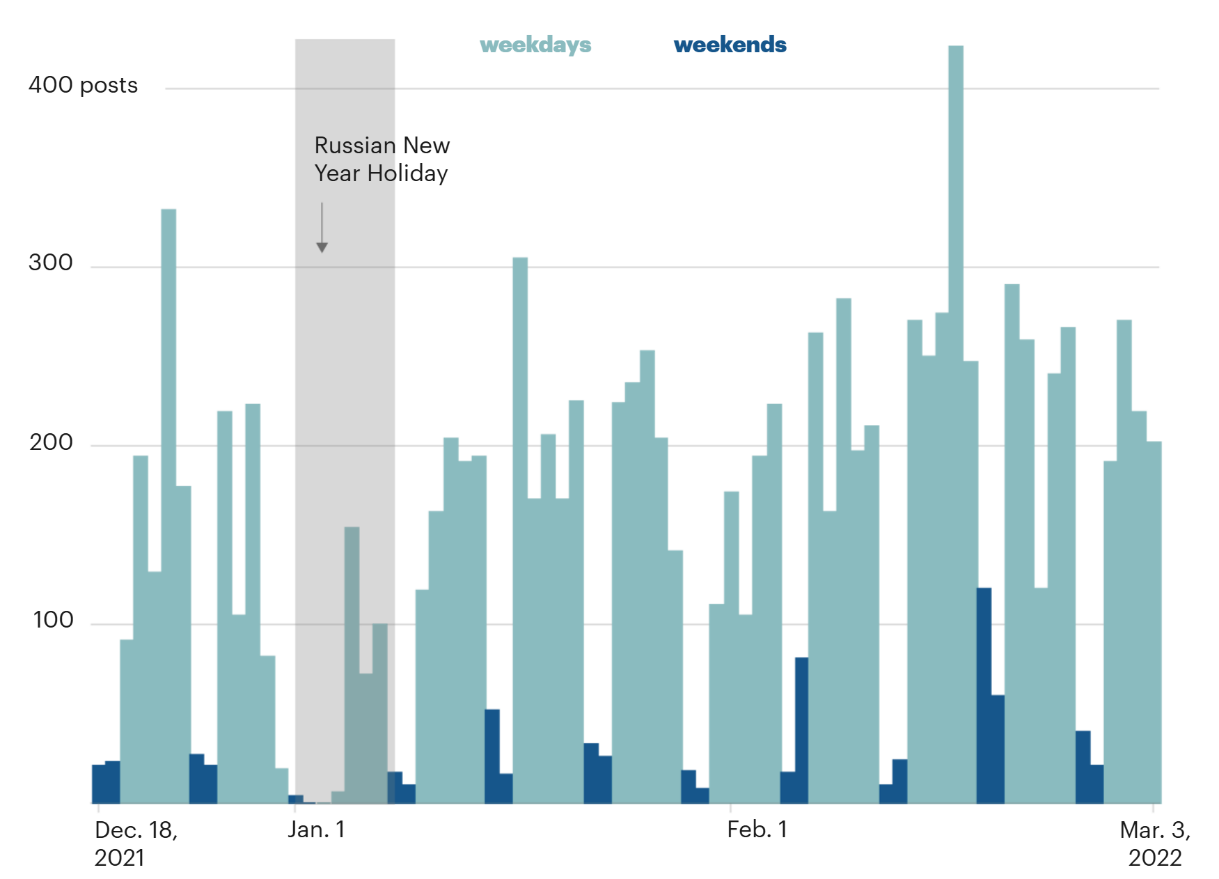 weekdays weekends
400 posts
Russian New
Year Holiday
300
200
100
Dec. 18,
2021
Jan. 1
Feb. 1
Mar. 3,
2022